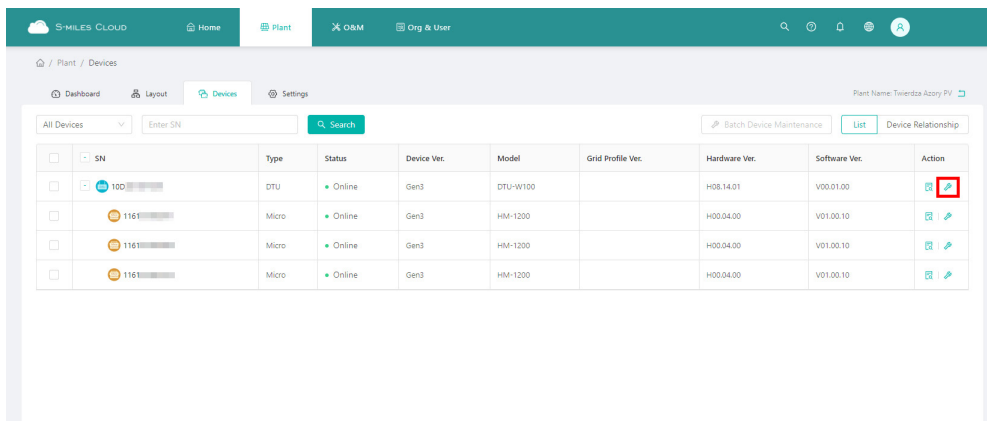 S-MILES CLOUD Home Plant O&M Org & User
/ Plant / Devices
Dashboard Layout Devices Settings Plant Name: Twierdza Azory PV
All Devices Enter SN Search Batch Device Maintenance List Device Relationship
SN Type Status Device Ver. Model Grid Profile Ver. Hardware Ver. Software Ver. Action
10D DTU Online Gen3 DTU-W100 H08.14.01 V00.01.00
1161 Micro Online Gen3 HM-1200 H00.04.00 V01.00.10
1161 Micro Online Gen3 HM-1200 H00.04.00 V01.00.10
1161 Micro Online Gen3 HM-1200 H00.04.00 V01.00.10